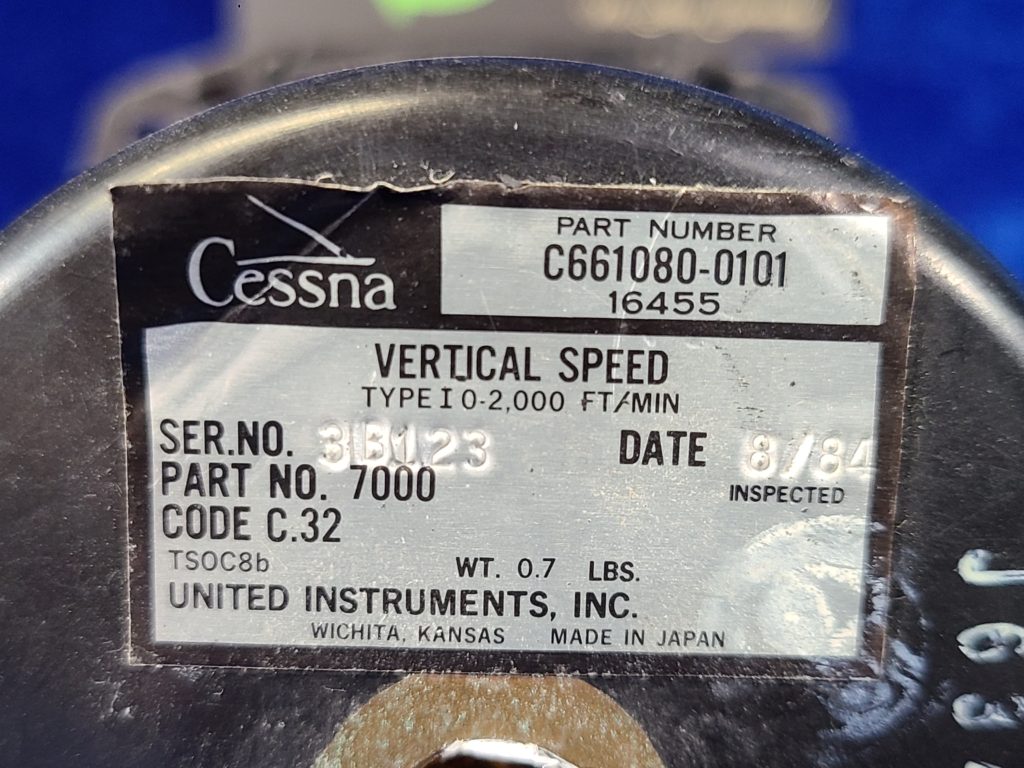 Cessna
PART NUMBER
C661080-0101
16455
VERTICAL SPEED
TYPE I 0-2,000 FT/MIN
SER.NO. 3B123 DATE 8/84
PART NO. 7000 INSPECTED
CODE C.32
TSOC8b WT. 0.7 LBS.
UNITED INSTRUMENTS, INC.
WICHITA, KANSAS MADE IN JAPAN